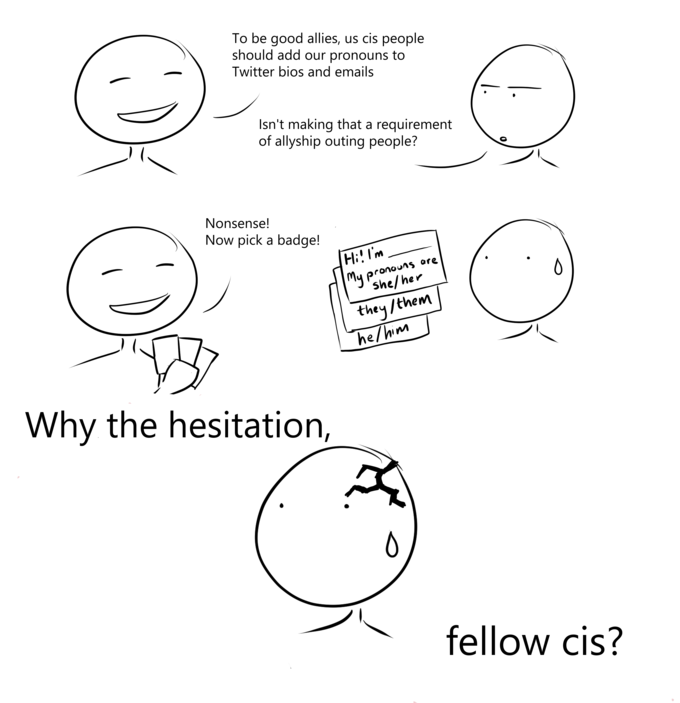 To be good allies, us cis people
should add our pronouns to
Twitter bios and emails
Isn't making that a requirement
of allyship outing people?
Nonsense!
Now pick a badge!
Hi! I'm
My pronouns are
she/her
they/them
he/him
Why the hesitation,
fellow cis?